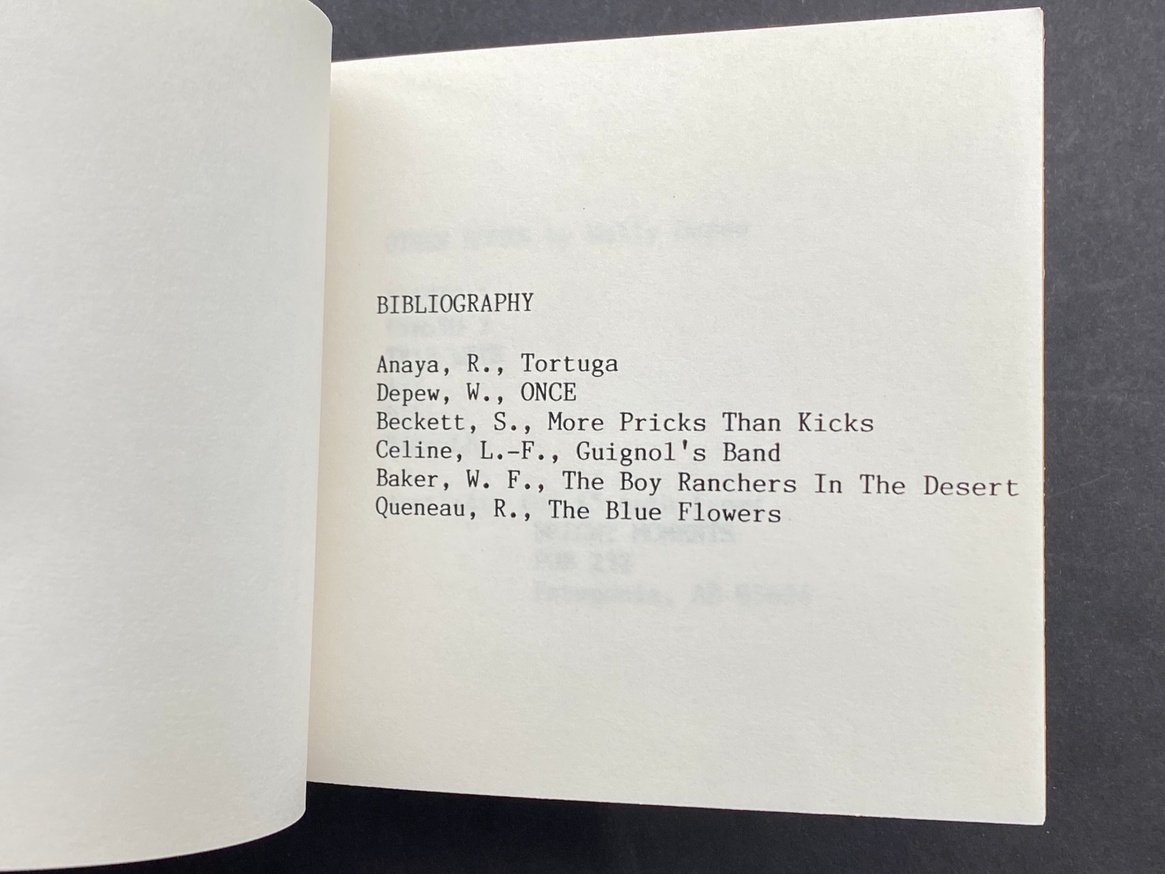 BIBLIOGRAPHY
Anaya, R., Tortuga
Depew, W., ONCE
Beckett, S., More Pricks Than Kicks
Celine, L.-F., Guignol's Band
Baker, W. F., The Boy Ranchers In The Desert
Queneau, R., The Blue Flowers